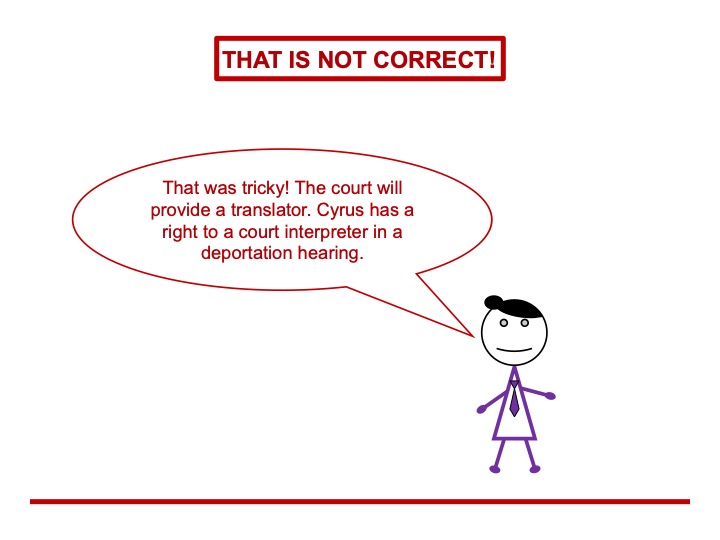 THAT IS NOT CORRECT!
That was tricky! The court will
provide a translator. Cyrus has a
right to a court interpreter in a
deportation hearing.